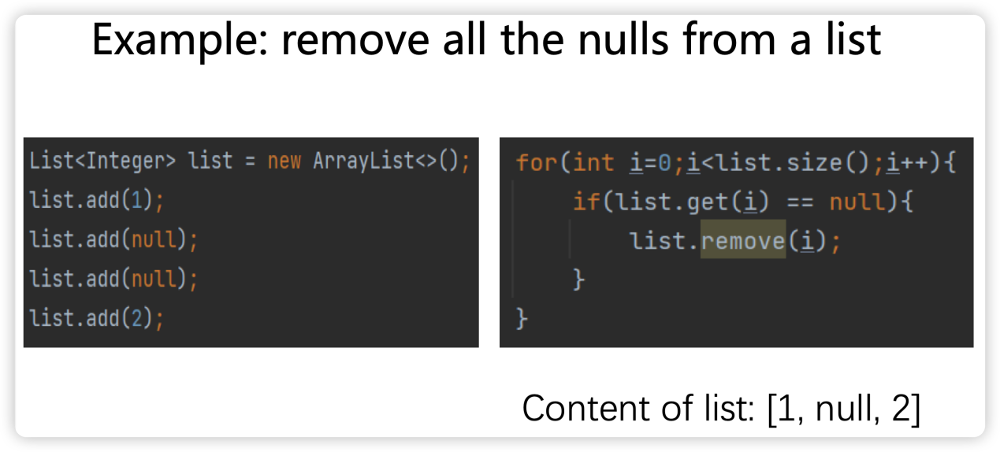 Example: remove all the nulls from a list
List<Integer> list = new ArrayList<>();
list.add(1);
list.add(null);
list.add(null);
list.add(2);
for(int i=0;i<list.size();i++){
if(list.get(i) == null){
list.remove(i);
}
}
Content of list: [1, null, 2]